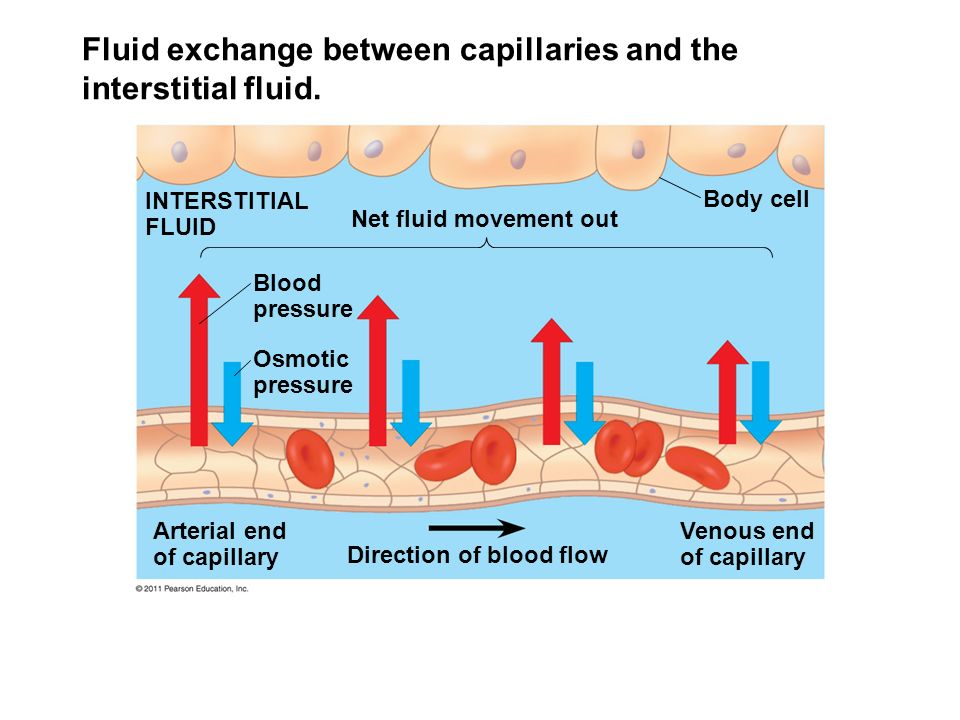 Fluid exchange between capillaries and the
interstitial fluid.
INTERSTITIAL
FLUID
Net fluid movement out
Body cell
Blood
pressure
Osmotic
pressure
Arterial end
of capillary
Direction of blood flow
Venous end
of capillary
© 2011 Pearson Education, Inc.